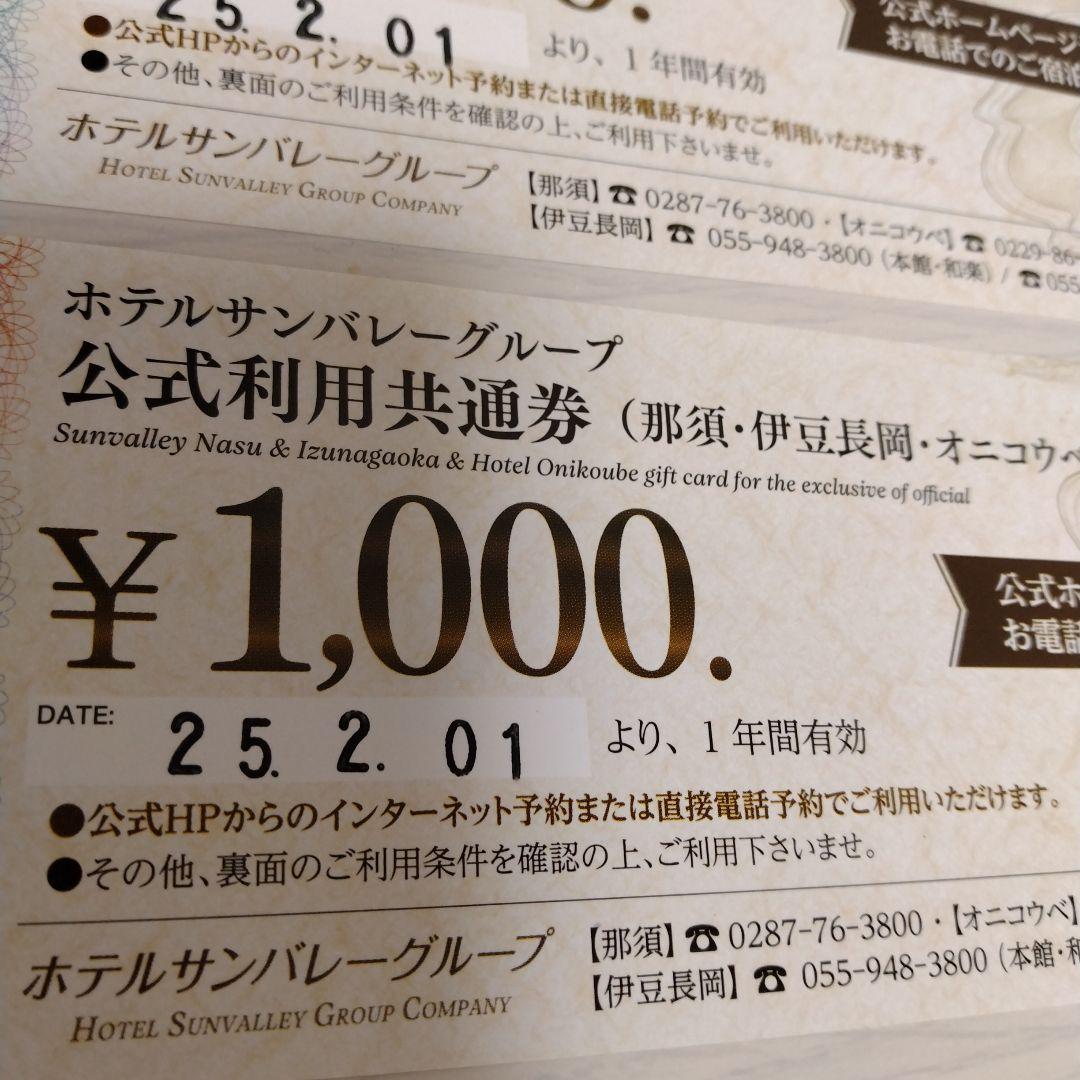 25. 2. 01 より、1年間有効
公式ホームページ
お電話でのご宿泊
●公式HPからのインターネット予約または直接電話予約でご利用いただけます。
●その他、裏面のご利用条件を確認の上、ご利用下さいませ。
ホテルサンバレーグループ
HOTEL SUNVALLEY GROUP COMPANY
【那須】☎ 0287-76-3800・【オニコウベ】☎ 0229-86-
【伊豆長岡】☎ 055-948-3800（本館・和楽）/ ☎ 055
ホテルサンバレーグループ
公式利用共通券（那須・伊豆長岡・オニコウベ
Sunvalley Nasu & Izunagaoka & Hotel Onikoube gift card for the exclusive of official
¥1,000.
公式ホ
お電話
DATE: 25. 2. 01 より、1年間有効
●公式HPからのインターネット予約または直接電話予約でご利用いただけます。
●その他、裏面のご利用条件を確認の上、ご利用下さいませ。
ホテルサンバレーグループ
HOTEL SUNVALLEY GROUP COMPANY
【那須】☎ 0287-76-3800・【オニコウベ】
【伊豆長岡】☎ 055-948-3800（本館・和